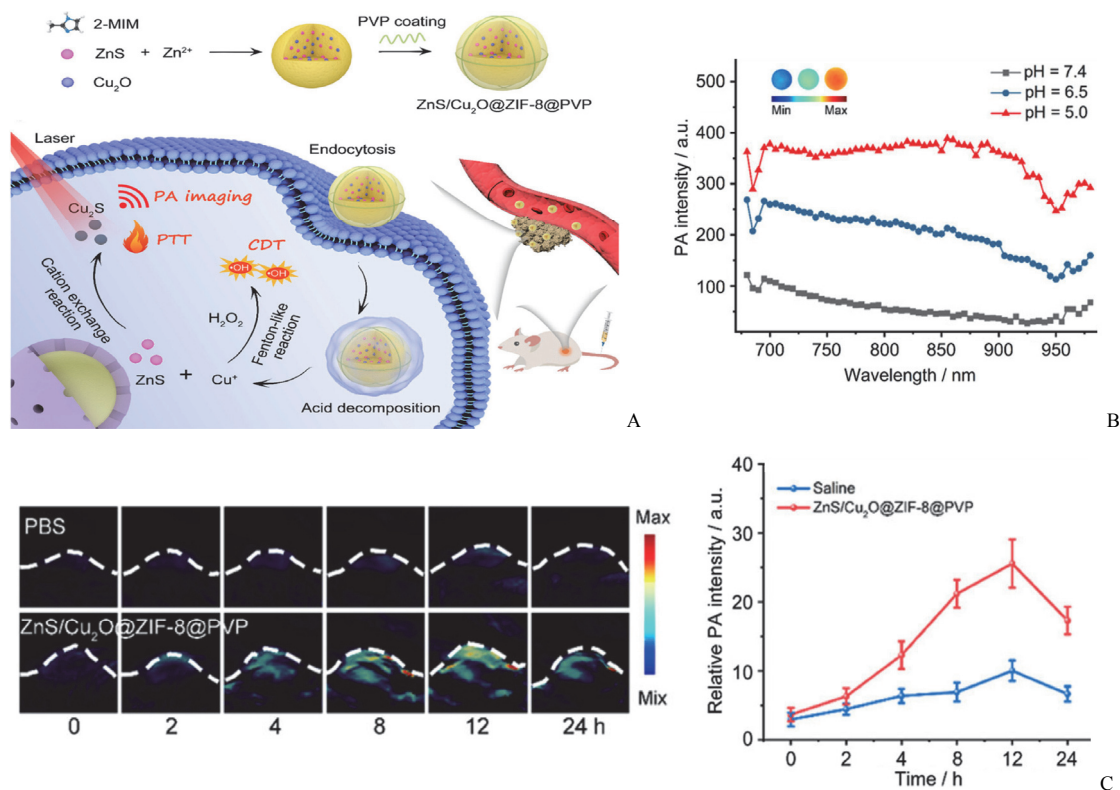 2-MIM
ZnS + Zn²⁺
Cu₂O
PVP coating
ZnS/Cu₂O@ZIF-8@PVP
Laser
Endocytosis
Cu₂S
PA imaging
PTT
CDT
•OH
•OH
H₂O₂
Cation exchange
reaction
Fenton-like
reaction
ZnS + Cu⁺
Acid decomposition
A
PA intensity / a.u.
500
400
300
200
100
Min Max
pH = 7.4
pH = 6.5
pH = 5.0
700 750 800 850 900 950
Wavelength / nm
B
PBS
ZnS/Cu₂O@ZIF-8@PVP
0 2 4 8 12 24 h
Max
Mix
Relative PA intensity / a.u.
40
30
20
10
0
Saline
ZnS/Cu₂O@ZIF-8@PVP
0 2 4 8 12 24
Time / h
C